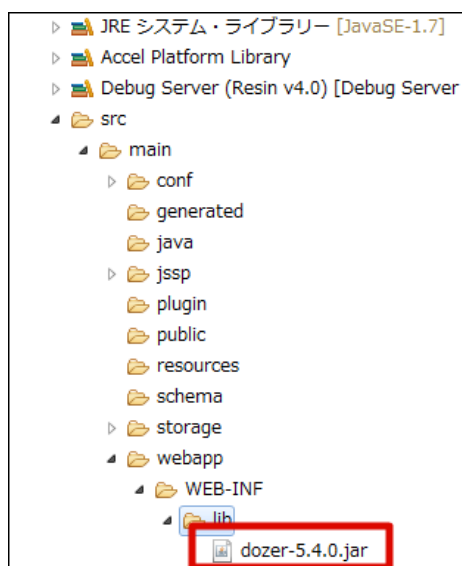 JRE システム・ライブラリー [JavaSE-1.7]
Accel Platform Library
Debug Server (Resin v4.0) [Debug Server
src
main
conf
generated
java
jssp
plugin
public
resources
schema
storage
webapp
WEB-INF
lib
dozer-5.4.0.jar